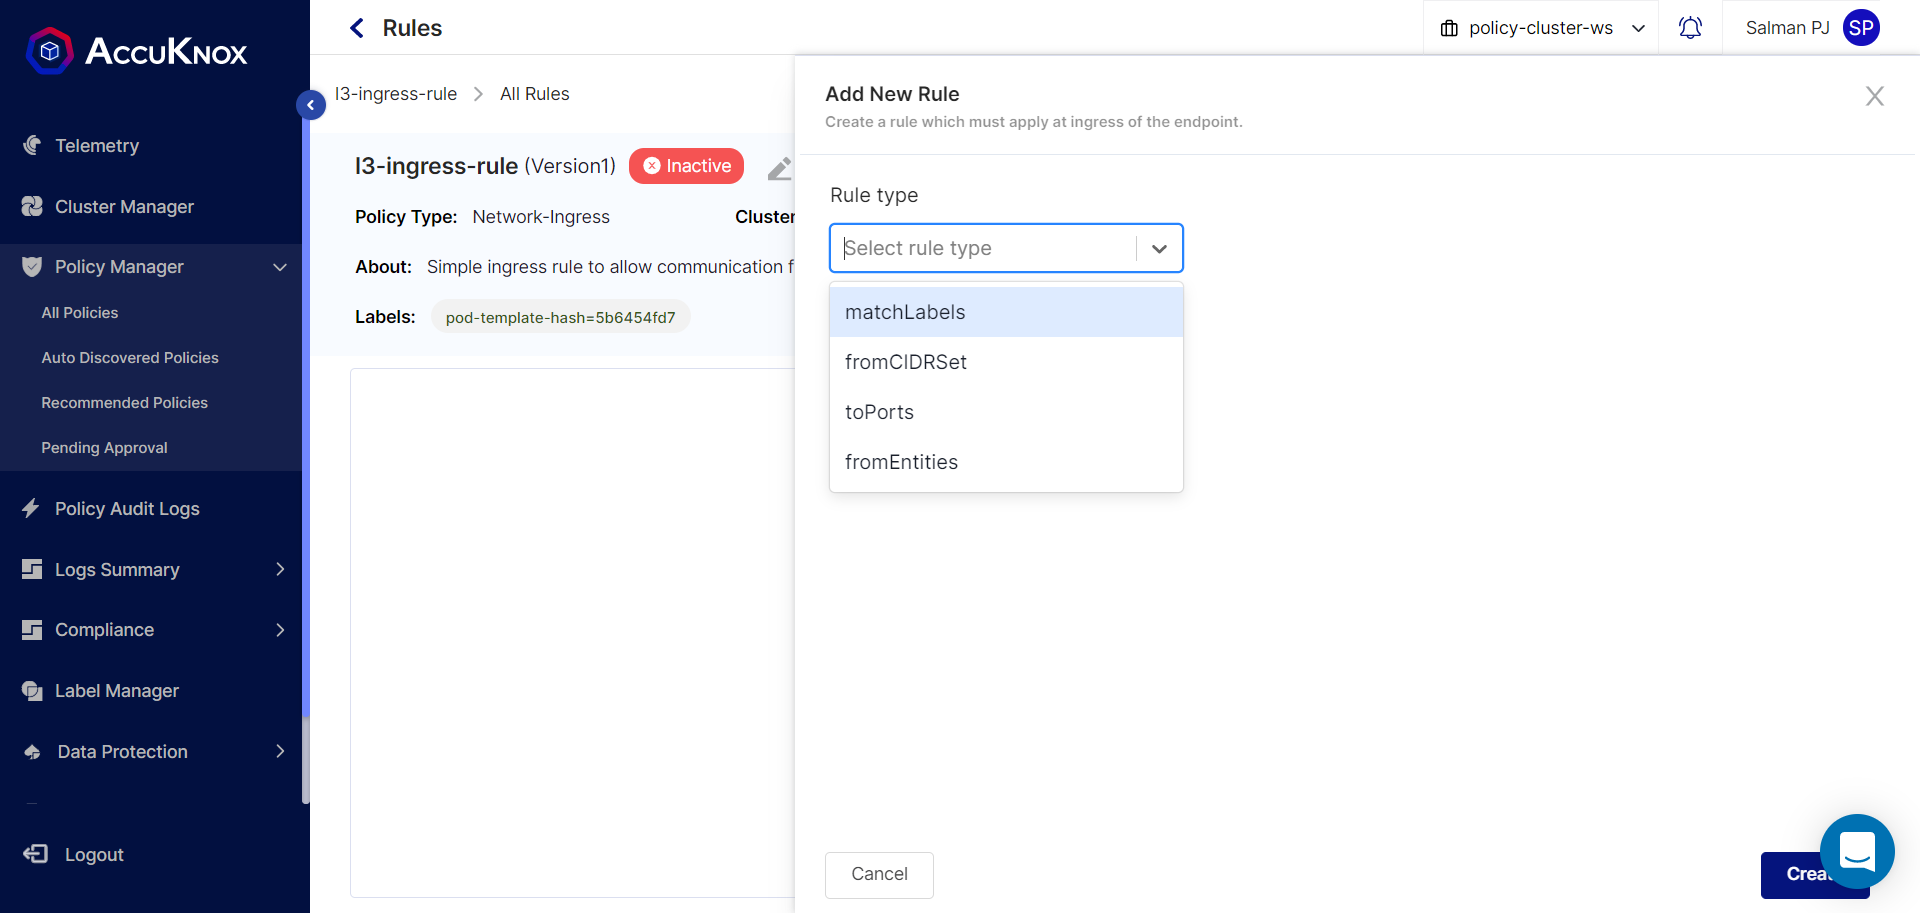 ACCUKNOX
Telemetry
Cluster Manager
Policy Manager
All Policies
Auto Discovered Policies
Recommended Policies
Pending Approval
Policy Audit Logs
Logs Summary
Compliance
Label Manager
Data Protection
Logout
Rules
policy-cluster-ws
Salman PJ
SP
l3-ingress-rule
All Rules
l3-ingress-rule (Version1)
Inactive
Policy Type: Network-Ingress
Cluster
About: Simple ingress rule to allow communication f
Labels: pod-template-hash=5b6454fd7
Add New Rule
Create a rule which must apply at ingress of the endpoint.
X
Rule type
Select rule type
matchLabels
fromCIDRSet
toPorts
fromEntities
Cancel
Crea